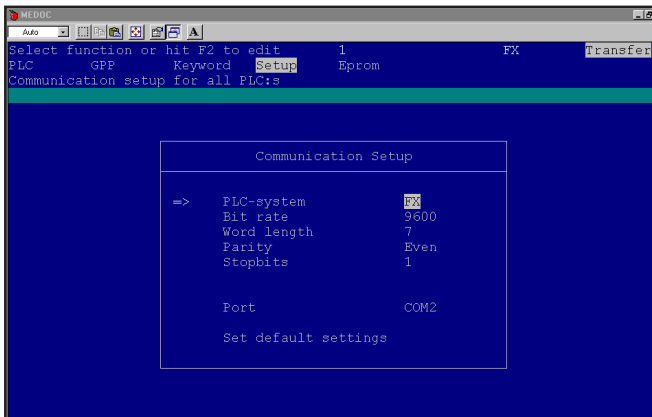 MEDOC
Auto
A
Select function or hit F2 to edit 1 FX Transfer
PLC GPP Keyword Setup Eprom
Communication setup for all PLC:s
Communication Setup
=> PLC-system FX
Bit rate 9600
Word length 7
Parity Even
Stopbits 1
Port COM2
Set default settings